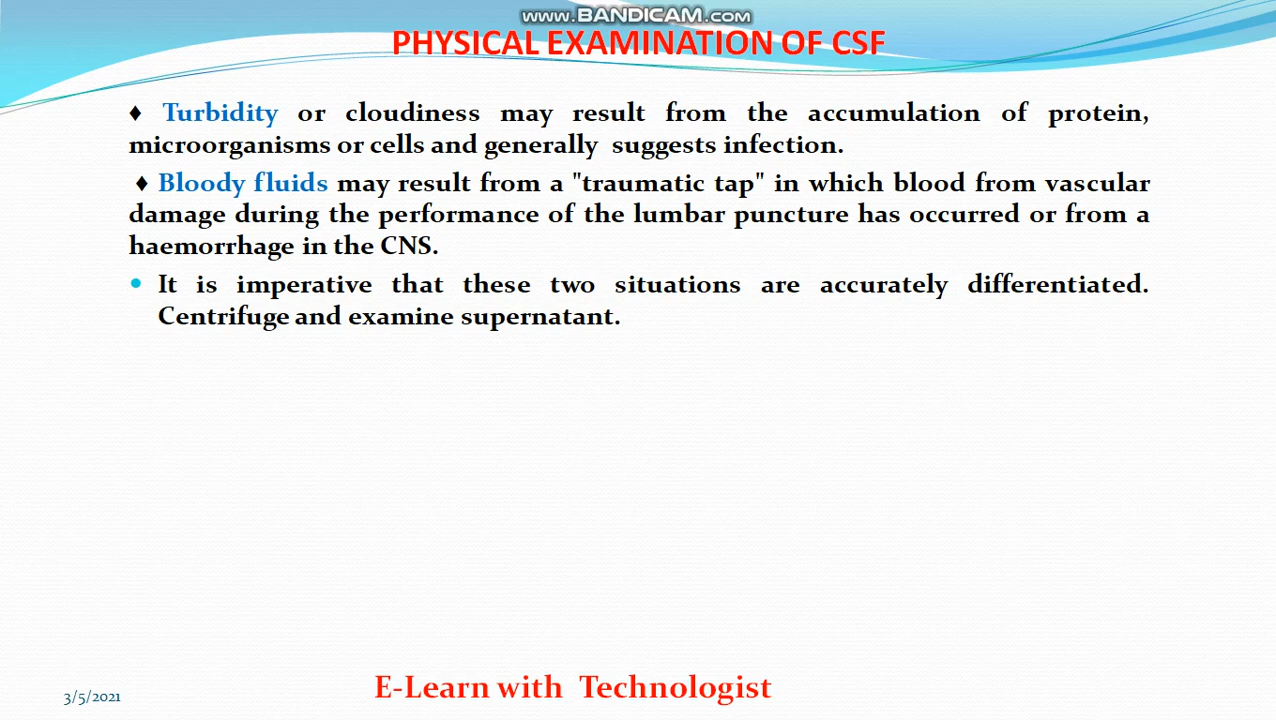 www.BANDICAM.com
PHYSICAL EXAMINATION OF CSF
♦ Turbidity or cloudiness may result from the accumulation of protein,
microorganisms or cells and generally suggests infection.
♦ Bloody fluids may result from a "traumatic tap" in which blood from vascular
damage during the performance of the lumbar puncture has occurred or from a
haemorrhage in the CNS.
• It is imperative that these two situations are accurately differentiated.
Centrifuge and examine supernatant.
3/5/2021
E-Learn with Technologist